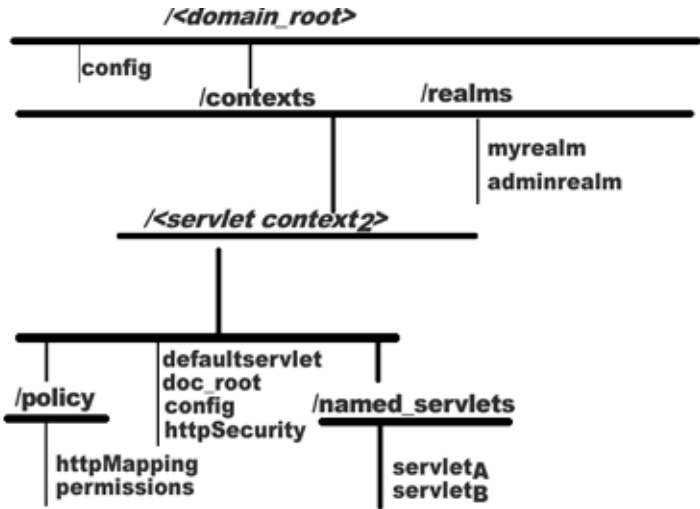 /<domain_root>
config
/contexts
/realms
myrealm
adminrealm
/<servlet context2>
defaultservlet
doc_root
config
httpSecurity
/policy
/named_servlets
httpMapping
permissions
servletA
servletB